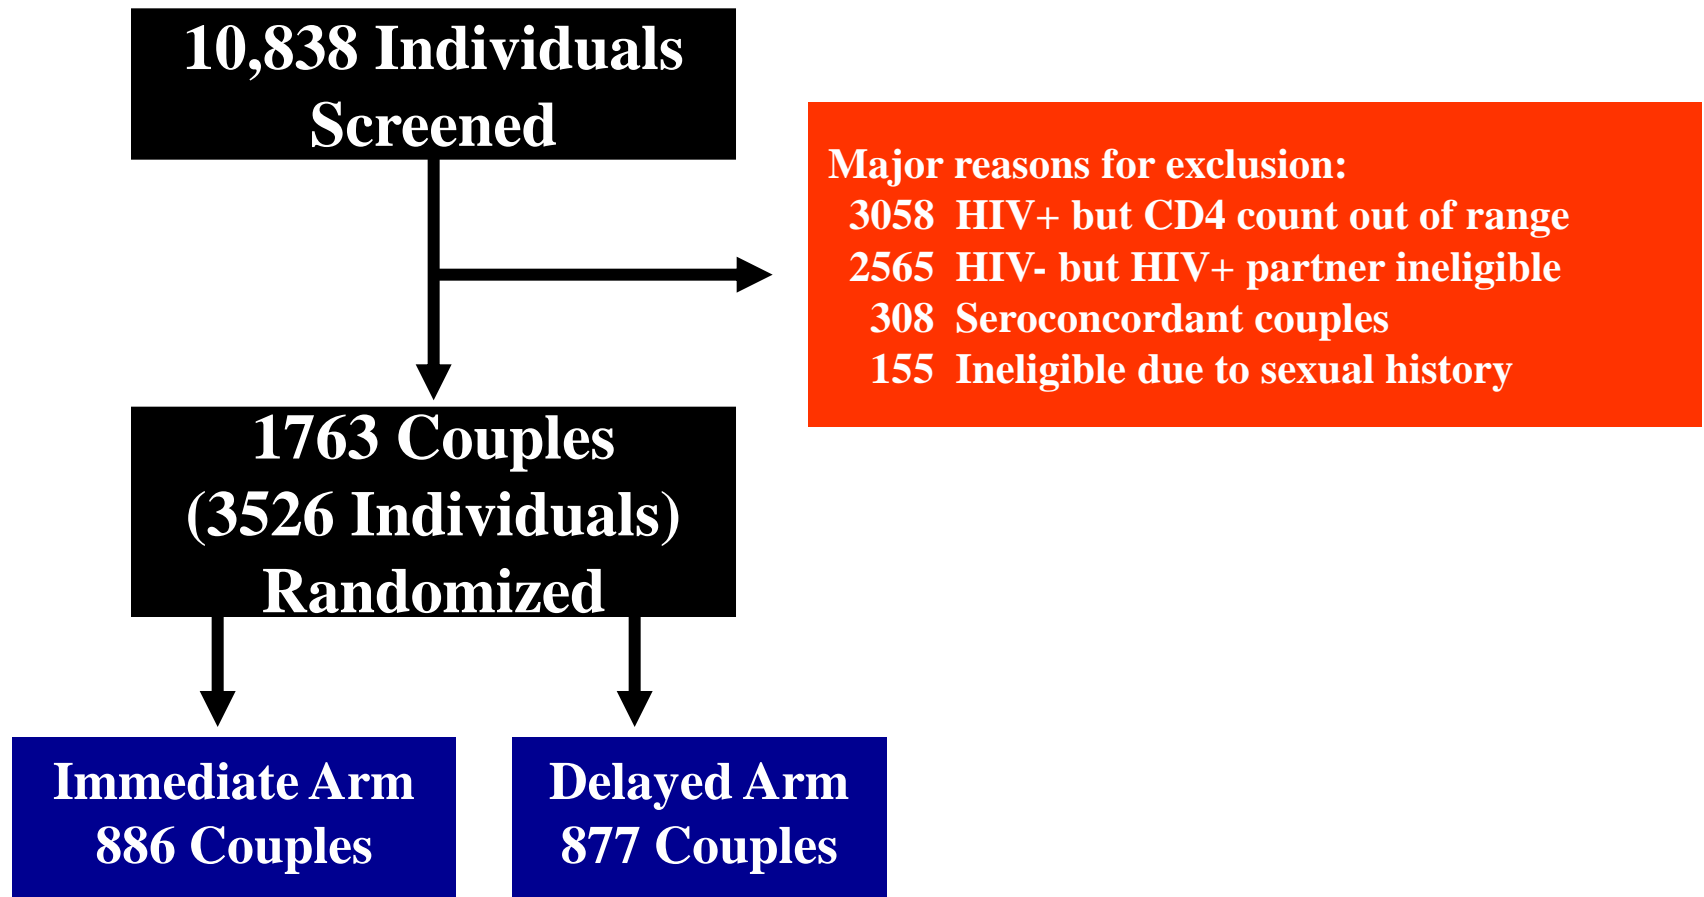 10,838 Individuals
Screened
Major reasons for exclusion:
3058 HIV+ but CD4 count out of range
2565 HIV- but HIV+ partner ineligible
308 Seroconcordant couples
155 Ineligible due to sexual history
1763 Couples
(3526 Individuals)
Randomized
Immediate Arm
886 Couples
Delayed Arm
877 Couples